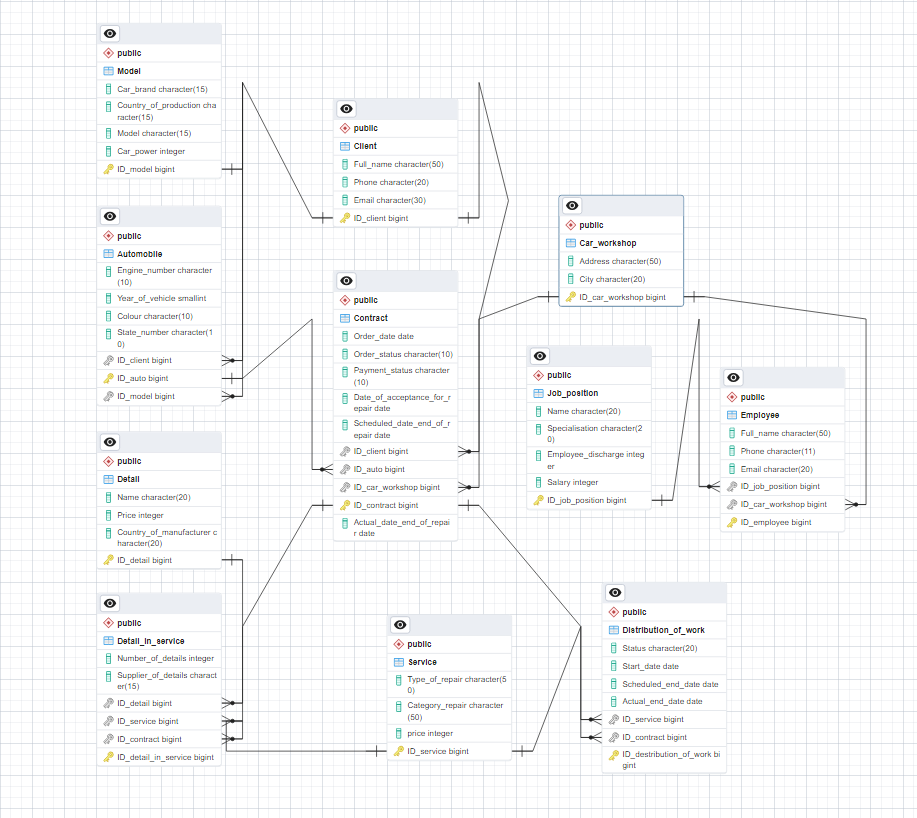 public
Model
Car_brand character(15)
Country_of_production cha
racter(15)
Model character(15)
Car_power integer
ID_model bigint
public
Client
Full_name character(50)
Phone character(20)
Email character(30)
ID_client bigint
public
Car_workshop
Address character(50)
City character(20)
ID_car_workshop bigint
public
Automobile
Engine_number character
(10)
Year_of_vehicle smallint
Colour character(10)
State_number character(1
0)
ID_client bigint
ID_auto bigint
ID_model bigint
public
Contract
Order_date date
Order_status character(10)
Payment_status character
(10)
Date_of_acceptance_for_r
epair date
Scheduled_date_end_of_r
epair date
ID_client bigint
ID_auto bigint
ID_car_workshop bigint
ID_contract bigint
Actual_date_end_of_repai
r date
public
Job_position
Name character(20)
Specialisation character(2
0)
Employee_discharge integ
er
Salary integer
ID_job_position bigint
public
Employee
Full_name character(50)
Phone character(11)
Email character(20)
ID_job_position bigint
ID_car_workshop bigint
ID_employee bigint
public
Detail
Name character(20)
Price integer
Country_of_manufacturer c
haracter(20)
ID_detail bigint
public
Detail_in_service
Number_of_details integer
Supplier_of_details charact
er(15)
ID_detail bigint
ID_service bigint
ID_contract bigint
ID_detail_in_service bigint
public
Service
Type_of_repair character(5
0)
Category_repair character
(50)
price integer
ID_service bigint
public
Distribution_of_work
Status character(20)
Start_date date
Scheduled_end_date date
Actual_end_date date
ID_service bigint
ID_contract bigint
ID_destribution_of_work bi
gint